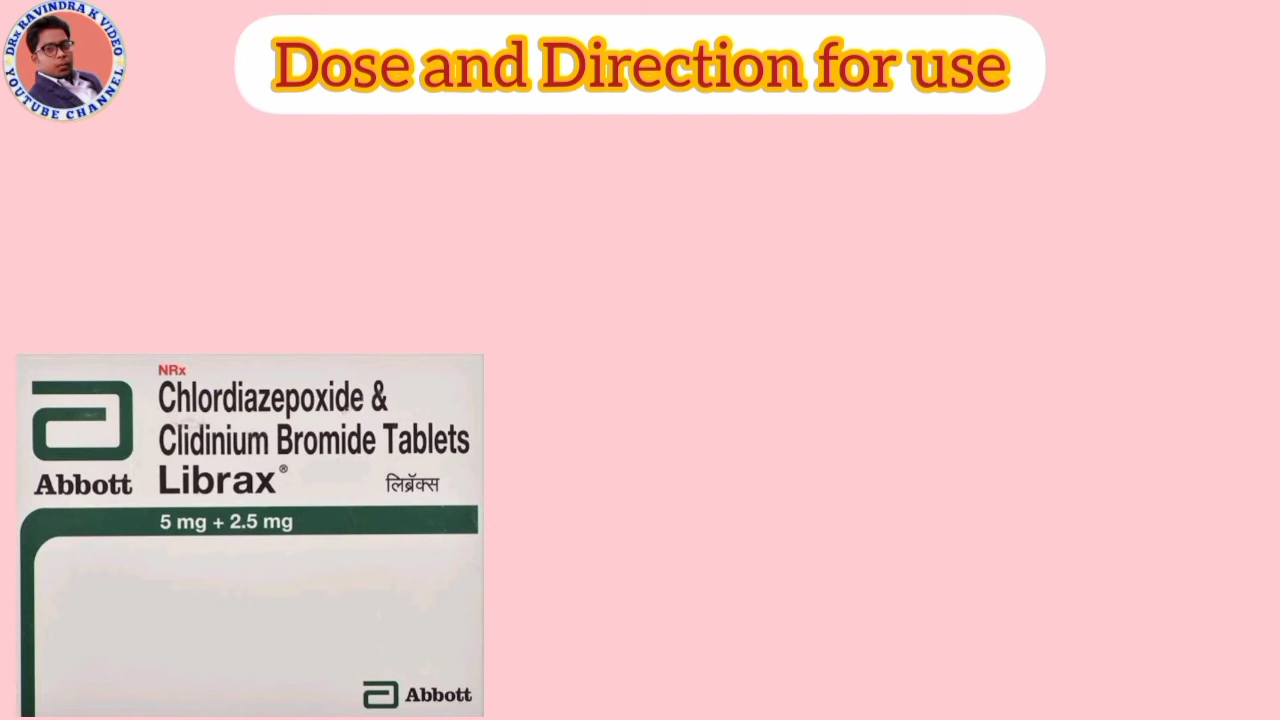 DRx RAVINDRA K VIDEO
YOUTUBE CHANNEL
Dose and Direction for use
NRx
Chlordiazepoxide &
Clidinium Bromide Tablets
Librax®
लिब्रॅक्स
Abbott
5 mg + 2.5 mg
Abbott